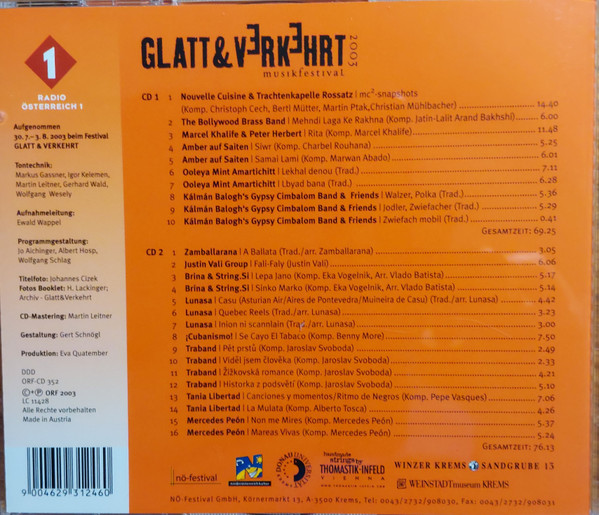 1
RADIO
ÖSTERREICH 1
Aufgenommen
30. 7.– 3. 8. 2003 beim Festival
GLATT & VERKEHRT
Tontechnik:
Markus Gassner, Igor Kelemen,
Martin Leitner, Gerhard Wald,
Wolfgang Wesely
Aufnahmeleitung:
Ewald Wappel
Programmgestaltung:
Jo Aichinger, Albert Hosp,
Wolfgang Schlag
Titelfoto: Johannes Cizek
Fotos Booklet: H. Lackinger;
Archiv - Glatt&Verkehrt
CD-Mastering: Martin Leitner
Gestaltung: Gert Schnögl
Produktion: Eva Quatember
DDD
ORF-CD 352
©+℗ ORF 2003
LC 11428
Alle Rechte vorbehalten
Made in Austria
9 004629 312460
GLATT&VERKEHRT
2003
musikfestival
CD 1 1 Nouvelle Cuisine & Trachtenkapelle Rossatz | mc²-snapshots
(Komp. Christoph Cech, Bertl Mütter, Martin Ptak,Christian Mühlbacher) 14.40
2 The Bollywood Brass Band | Mehndi Laga Ke Rakhna (Komp. Jatin-Lalit Arand Bakhshi) 6.00
3 Marcel Khalife & Peter Herbert | Rita (Komp. Marcel Khalife) 11.48
4 Amber auf Saiten | Siwr (Komp. Charbel Rouhana) 5.25
5 Amber auf Saiten | Samai Lami (Komp. Marwan Abado) 6.01
6 Ooleya Mint Amartichitt | Lekhal denou (Trad.) 7.11
7 Ooleya Mint Amartichitt | Lbyad bana (Trad.) 6.28
8 Kálmán Balogh's Gypsy Cimbalom Band & Friends | Walzer, Polka (Trad.) 5.36
9 Kálmán Balogh's Gypsy Cimbalom Band & Friends | Jodler, Zwiefacher (Trad.) 5.29
10 Kálmán Balogh's Gypsy Cimbalom Band & Friends | Zwiefach mobil (Trad.) 0.41
GESAMTZEIT: 69.25
CD 2 1 Zamballarana | A Ballata (Trad./arr. Zamballarana) 3.05
2 Justin Vali Group | Fali-Faly (Justin Vali) 6.06
3 Brina & String.Si | Lepa Jano (Komp. Eka Vogelnik, Arr. Vlado Batista) 5.17
4 Brina & String.Si | Sinko Marko (Komp. Eka Vogelnik, Arr. Vlado Batista) 5.14
5 Lunasa | Casu (Asturian Air/Aires de Pontevedra/Muineira de Casu) (Trad./arr. Lunasa) 4.42
6 Lunasa | Quebec Reels (Trad./arr. Lunasa) 3.23
7 Lunasa | Inion ni scannlain (Trad./arr. Lunasa) 3.00
8 ¡Cubanismo! | Se Cayo El Tabaco (Komp. Benny More) 7.50
9 Traband | Pět prstů (Komp. Jaroslav Svoboda) 2.49
10 Traband | Viděl jsem člověka (Komp. Jaroslav Svoboda) 2.33
11 Traband | Žižkovská romance (Komp. Jaroslav Svoboda) 4.21
12 Traband | Historka z podsvětí (Komp. Jaroslav Svoboda) 5.10
13 Tania Libertad | Canciones y momentos/Ritmo de Negros (Komp. Pepe Vasques) 7.06
14 Tania Libertad | La Mulata (Komp. Alberto Tosca) 4.26
15 Mercedes Peón | Non me Mires (Komp. Mercedes Peón) 5.37
16 Mercedes Peón | Mareas Vivas (Komp. Mercedes Peón) 5.24
GESAMTZEIT: 76.13
nö-festival
DONAU UNIVERSITÄT
strings by
THOMASTIK-INFELD
VIENNA
WINZER KREMS SANDGRUBE 13
WEINSTADTmuseum KREMS
NÖ-Festival GmbH, Körnermarkt 13, A-3500 Krems, Tel.: 0043/2732/908030, Fax: 0043/2732/908031